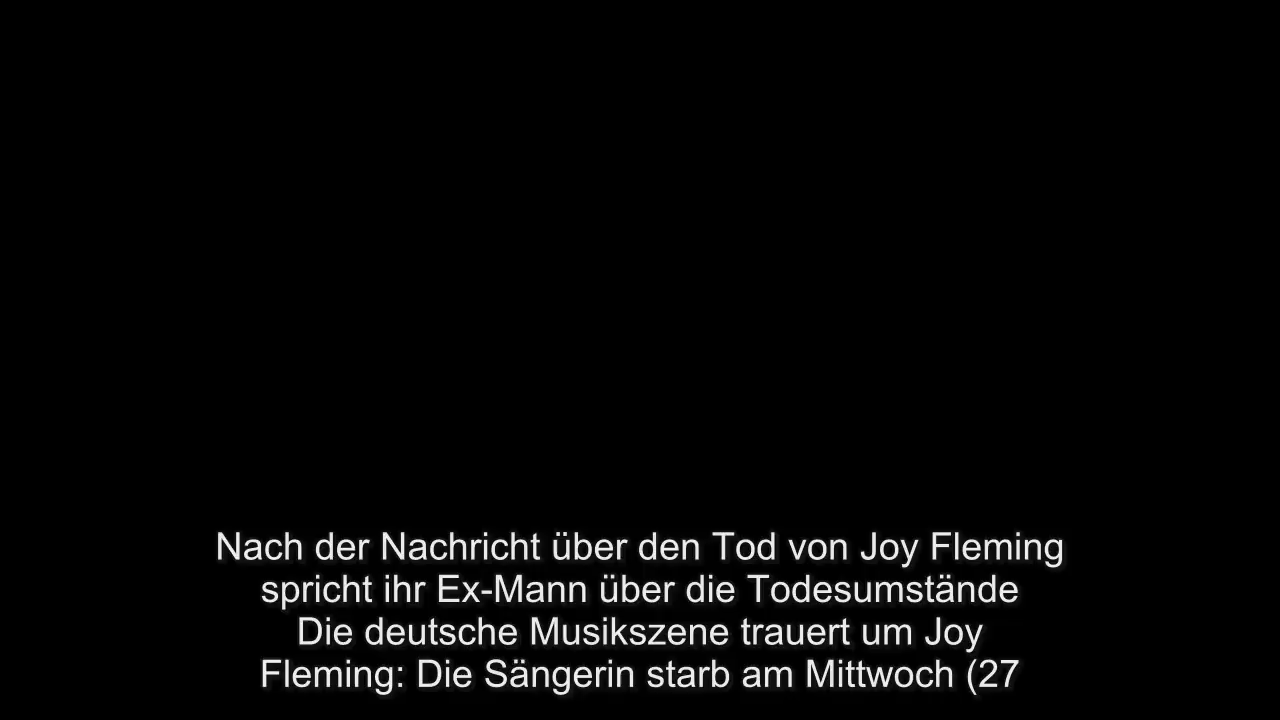 Nach der Nachricht über den Tod von Joy Fleming
spricht ihr Ex-Mann über die Todesumstände
Die deutsche Musikszene trauert um Joy
Fleming: Die Sängerin starb am Mittwoch (27